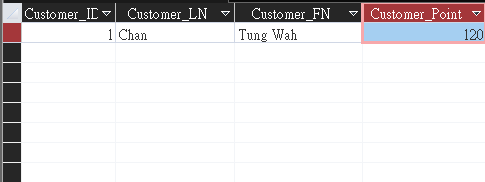 Customer_ID Customer_LN Customer_FN Customer_Point
1 Chan Tung Wah 120